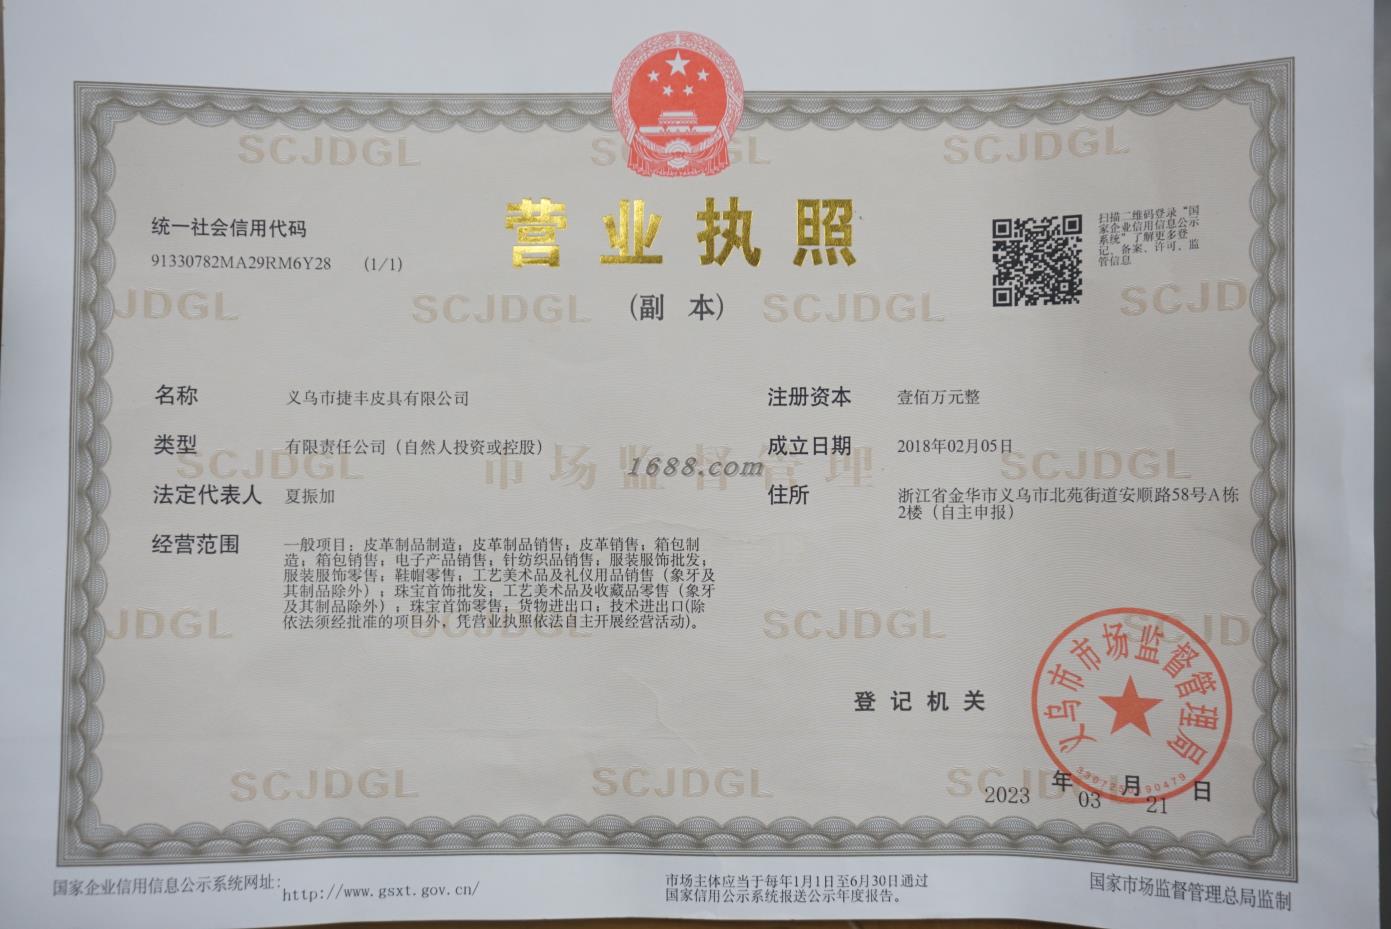 营业执照
(副 本)
统一社会信用代码
91330782MA29RM6Y28 (1/1)
扫描二维码登录“国
家企业信用信息公示
系统”了解更多登
记、备案、许可、监
管信息
名称 义乌市捷丰皮具有限公司
类型 有限责任公司（自然人投资或控股）
法定代表人 夏振加
经营范围 一般项目：皮革制品制造；皮革制品销售；皮革销售；箱包制
造；箱包销售；电子产品销售；针纺织品销售；服装服饰批发；
服装服饰零售；鞋帽零售；工艺美术品及礼仪用品销售（象牙及
其制品除外）；珠宝首饰批发；工艺美术品及收藏品零售（象牙
及其制品除外）；珠宝首饰零售；货物进出口；技术进出口(除
依法须经批准的项目外，凭营业执照依法自主开展经营活动)。
注册资本 壹佰万元整
成立日期 2018年02月05日
住所 浙江省金华市义乌市北苑街道安顺路58号A栋
2楼（自主申报）
市场监督管理
1688.com
SCJDGL
登记机关
义乌市市场监督管理局
2023 年 03 月 21 日
国家企业信用信息公示系统网址: http://www.gsxt.gov.cn/
市场主体应当于每年1月1日至6月30日通过
国家信用公示系统报送公示年度报告。
国家市场监督管理总局监制